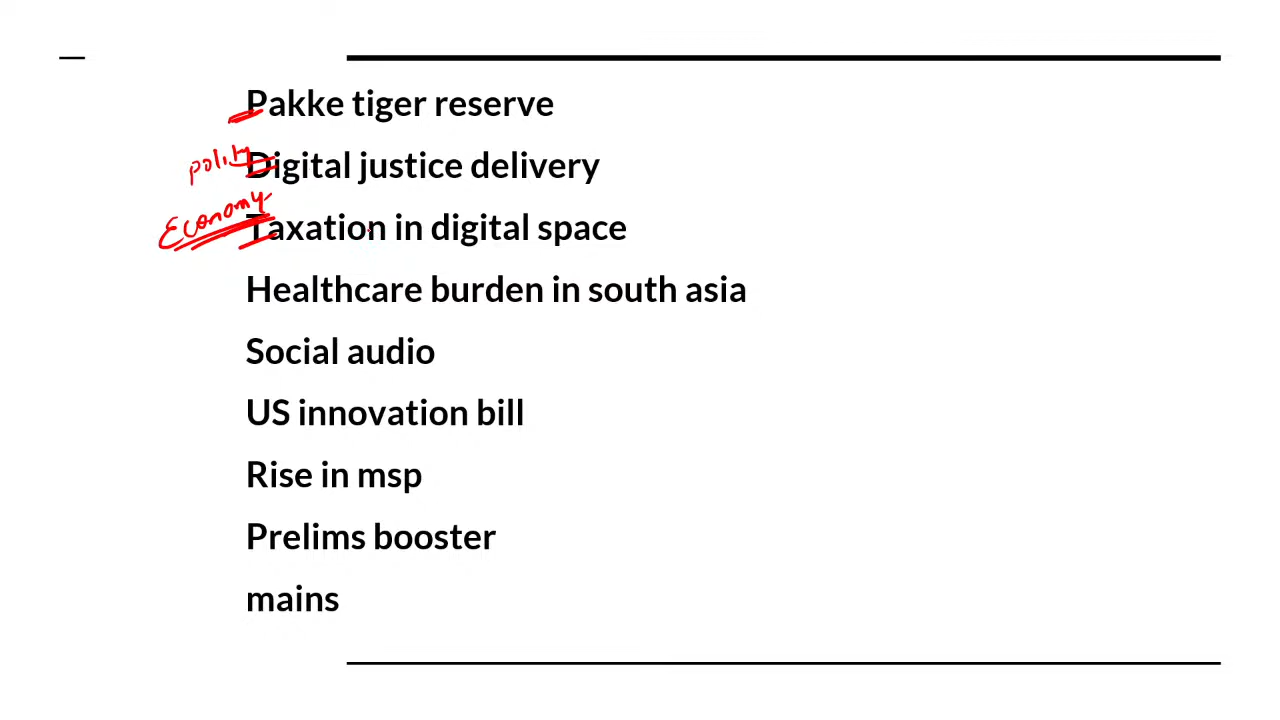 Pakke tiger reserve
polity Digital justice delivery
Economy Taxation in digital space
Healthcare burden in south asia
Social audio
US innovation bill
Rise in msp
Prelims booster
mains